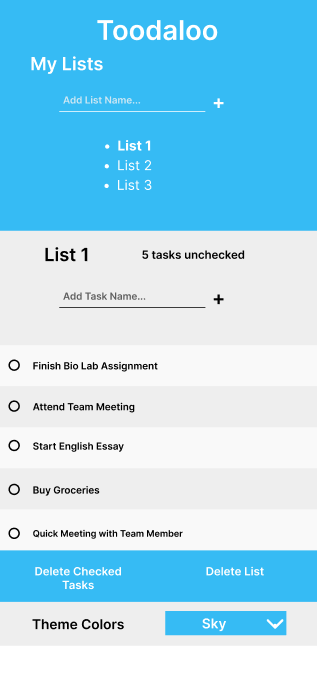 Toodaloo
My Lists
Add List Name...
+
• List 1
• List 2
• List 3
List 1
5 tasks unchecked
Add Task Name...
+
Finish Bio Lab Assignment
Attend Team Meeting
Start English Essay
Buy Groceries
Quick Meeting with Team Member
Delete Checked
Tasks
Delete List
Theme Colors
Sky